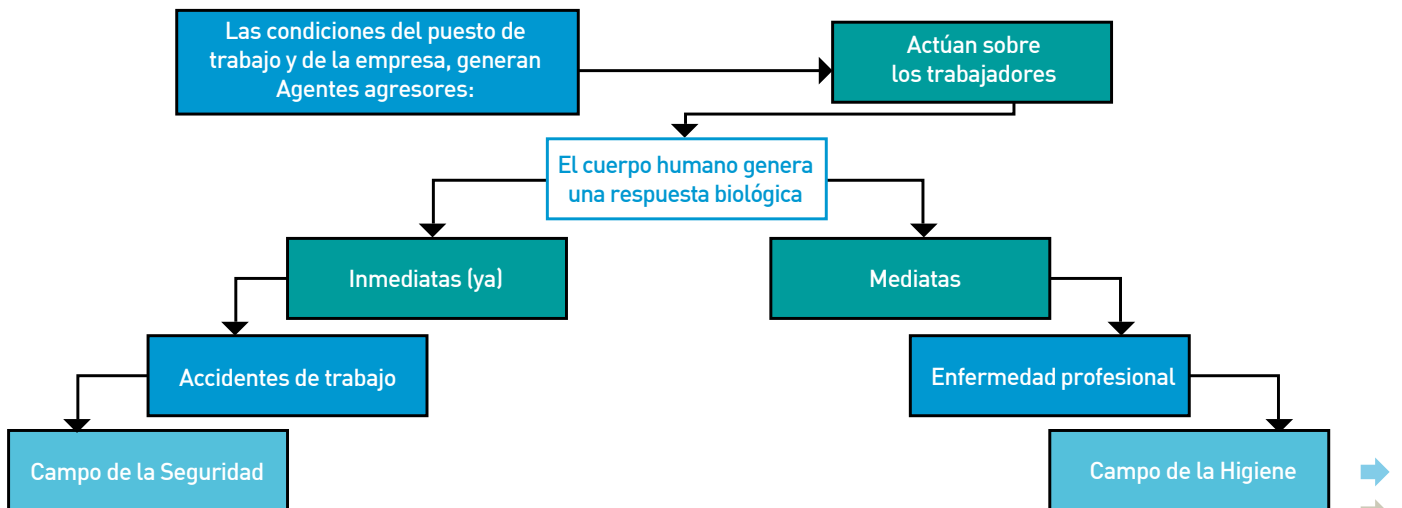 Las condiciones del puesto de
trabajo y de la empresa, generan
Agentes agresores:
Actúan sobre
los trabajadores
El cuerpo humano genera
una respuesta biológica
Inmediatas (ya)
Mediatas
Accidentes de trabajo
Enfermedad profesional
Campo de la Seguridad
Campo de la Higiene